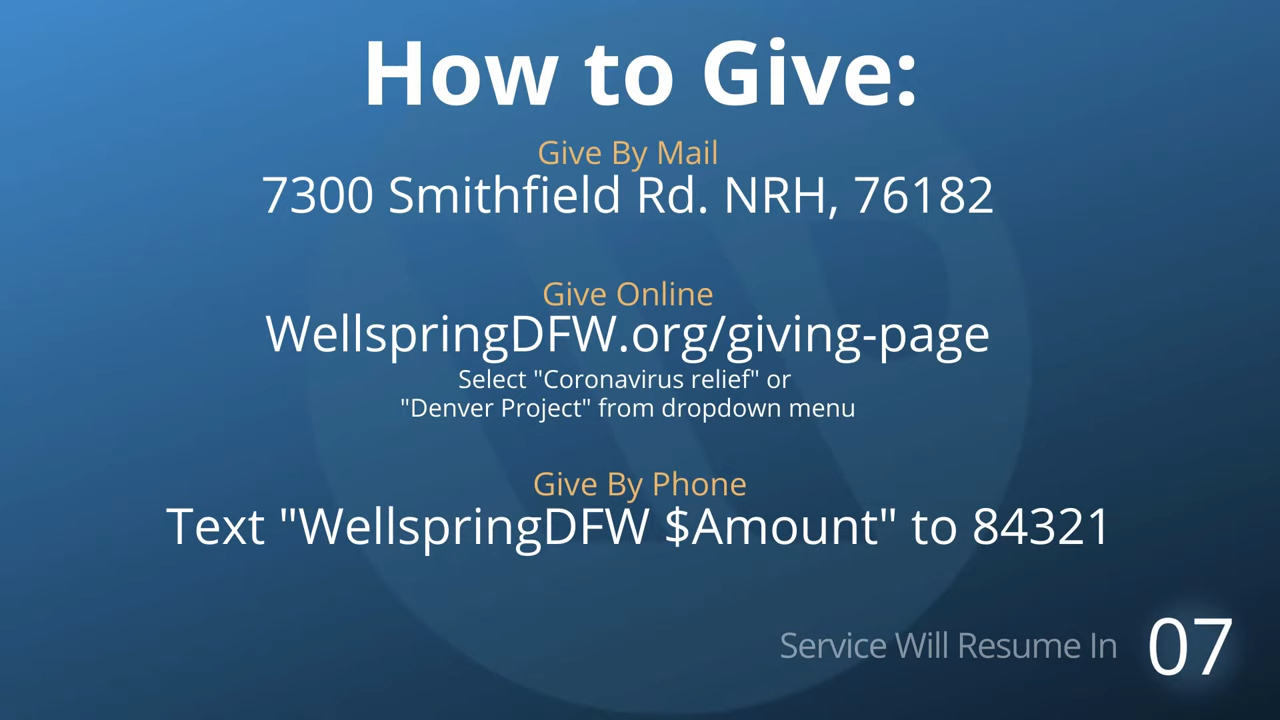 How to Give:
Give By Mail
7300 Smithfield Rd. NRH, 76182
Give Online
WellspringDFW.org/giving-page
Select "Coronavirus relief" or
"Denver Project" from dropdown menu
Give By Phone
Text "WellspringDFW $Amount" to 84321
Service Will Resume In 07